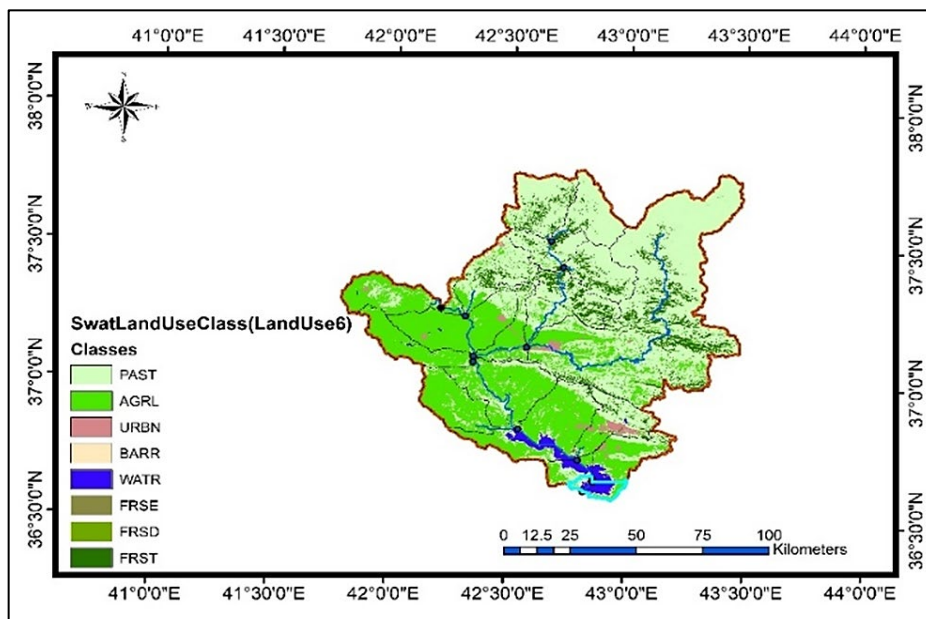 41°0'0"E 41°30'0"E 42°0'0"E 42°30'0"E 43°0'0"E 43°30'0"E 44°0'0"E
38°0'0"N
38°0'0"N
37°30'0"N
37°30'0"N
SwatLandUseClass(LandUse6)
Classes
PAST
37°0'0"N
AGRL
37°0'0"N
URBN
BARR
WATR
FRSE
36°30'0"N
36°30'0"N
FRSD
FRST
0 12.5 25 50 75 100
Kilometers
41°0'0"E 41°30'0"E 42°0'0"E 42°30'0"E 43°0'0"E 43°30'0"E 44°0'0"E